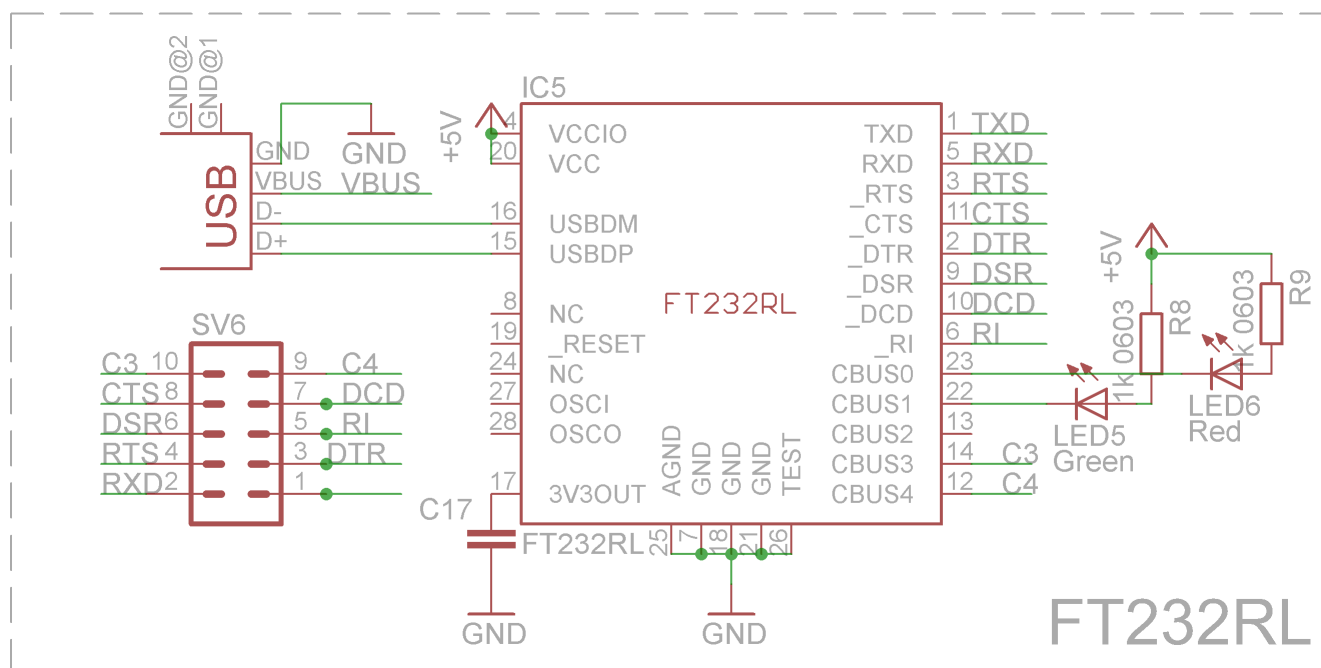 GND@2
GND@1
USB
GND
VBUS
D-
D+
GND
VBUS
+5V
IC5
4 VCCIO
20 VCC
16 USBDM
15 USBDP
8 NC
19 _RESET
24 NC
27 OSCI
28 OSCO
17 3V3OUT
FT232RL
TXD 1 TXD
RXD 5 RXD
_RTS 3 RTS
_CTS 11 CTS
_DTR 2 DTR
_DSR 9 DSR
_DCD 10 DCD
_RI 6 RI
CBUS0 23
CBUS1 22
CBUS2 13
CBUS3 14 C3
CBUS4 12 C4
AGND
GND
GND
GND
TEST
25
7
18
21
26
FT232RL
C17
GND
GND
+5V
R8
1k 0603
R9
1k 0603
LED5
Green
LED6
Red
SV6
C3 10 9 C4
CTS 8 7 DCD
DSR 6 5 RI
RTS 4 3 DTR
RXD 2 1
FT232RL